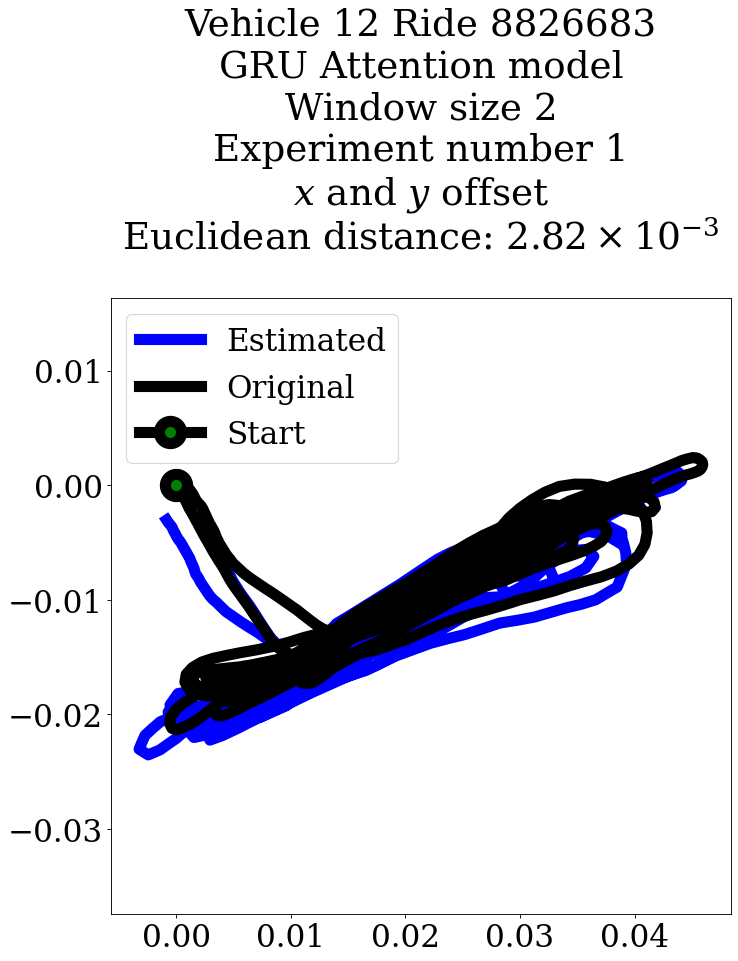 Vehicle 12 Ride 8826683
GRU Attention model
Window size 2
Experiment number 1
x and y offset
Euclidean distance: 2.82 × 10⁻³
Estimated
Original
Start
0.01
0.00
−0.01
−0.02
−0.03
0.00 0.01 0.02 0.03 0.04